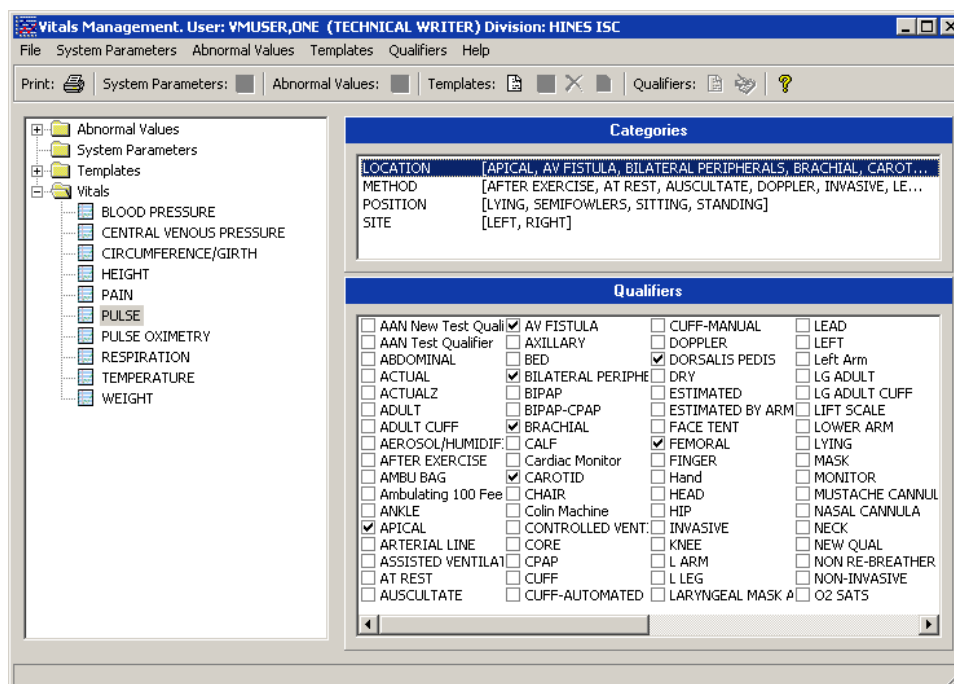 Vitals Management. User: VMUSER,ONE (TECHNICAL WRITER) Division: HINES ISC
File System Parameters Abnormal Values Templates Qualifiers Help
Print: System Parameters: Abnormal Values: Templates: Qualifiers:
Abnormal Values
System Parameters
Templates
Vitals
BLOOD PRESSURE
CENTRAL VENOUS PRESSURE
CIRCUMFERENCE/GIRTH
HEIGHT
PAIN
PULSE
PULSE OXIMETRY
RESPIRATION
TEMPERATURE
WEIGHT
Categories
LOCATION [APICAL, AV FISTULA, BILATERAL PERIPHERALS, BRACHIAL, CAROT...
METHOD [AFTER EXERCISE, AT REST, AUSCULTATE, DOPPLER, INVASIVE, LE...
POSITION [LYING, SEMIFOWLERS, SITTING, STANDING]
SITE [LEFT, RIGHT]
Qualifiers
AAN New Test Quali AV FISTULA CUFF-MANUAL LEAD
AAN Test Qualifier AXILLARY DOPPLER LEFT
ABDOMINAL BED DORSALIS PEDIS Left Arm
ACTUAL BILATERAL PERIPHE DRY LG ADULT
ACTUALZ BIPAP ESTIMATED LG ADULT CUFF
ADULT BIPAP-CPAP ESTIMATED BY ARM LIFT SCALE
ADULT CUFF BRACHIAL FACE TENT LOWER ARM
AEROSOL/HUMIDIF CALF FEMORAL LYING
AFTER EXERCISE Cardiac Monitor FINGER MASK
AMBU BAG CAROTID Hand MONITOR
Ambulating 100 Fee CHAIR HEAD MUSTACHE CANNUL
ANKLE Colin Machine HIP NASAL CANNULA
APICAL CONTROLLED VENT INVASIVE NECK
ARTERIAL LINE CORE KNEE NEW QUAL
ASSISTED VENTILAT CPAP L ARM NON RE-BREATHER
AT REST CUFF L LEG NON-INVASIVE
AUSCULTATE CUFF-AUTOMATED LARYNGEAL MASK A O2 SATS